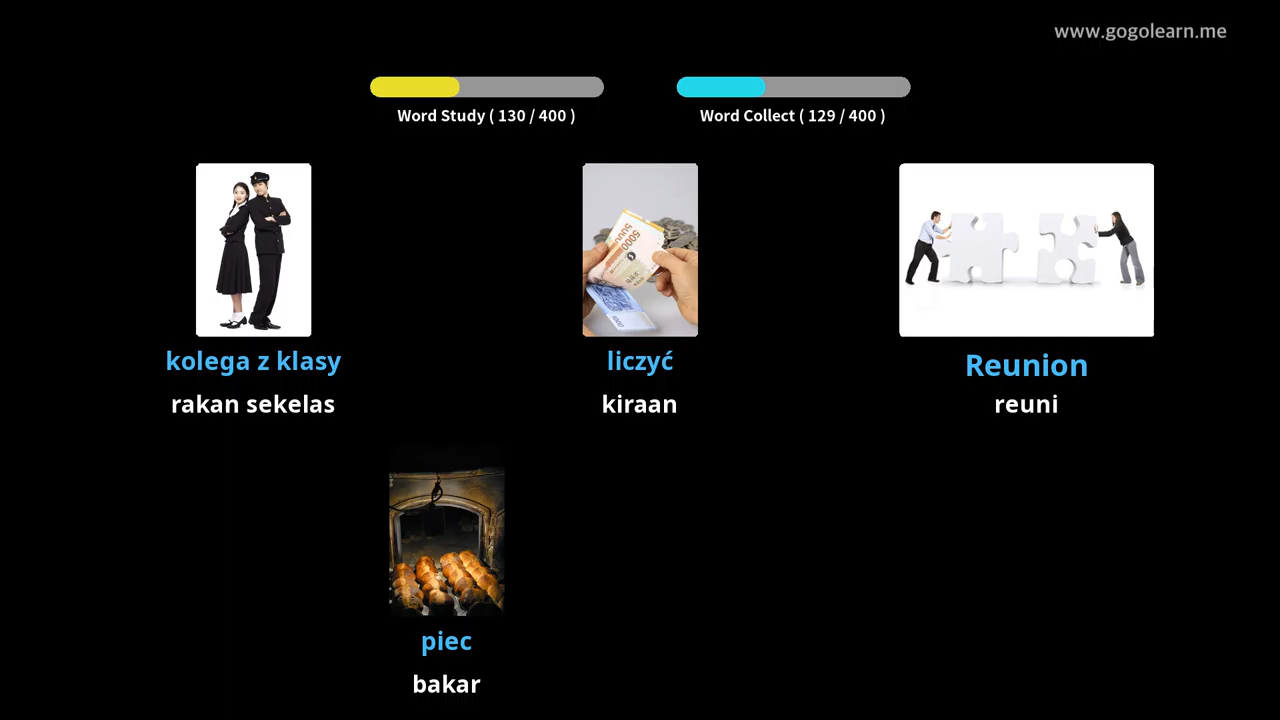 www.gogolearn.me
Word Study ( 130 / 400 )
Word Collect ( 129 / 400 )
kolega z klasy
rakan sekelas
5000
liczyć
kiraan
Reunion
reuni
piec
bakar